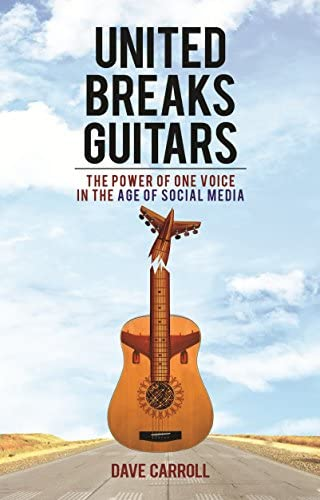 UNITED
BREAKS
GUITARS
THE POWER OF ONE VOICE
IN THE AGE OF SOCIAL MEDIA
DAVE CARROLL